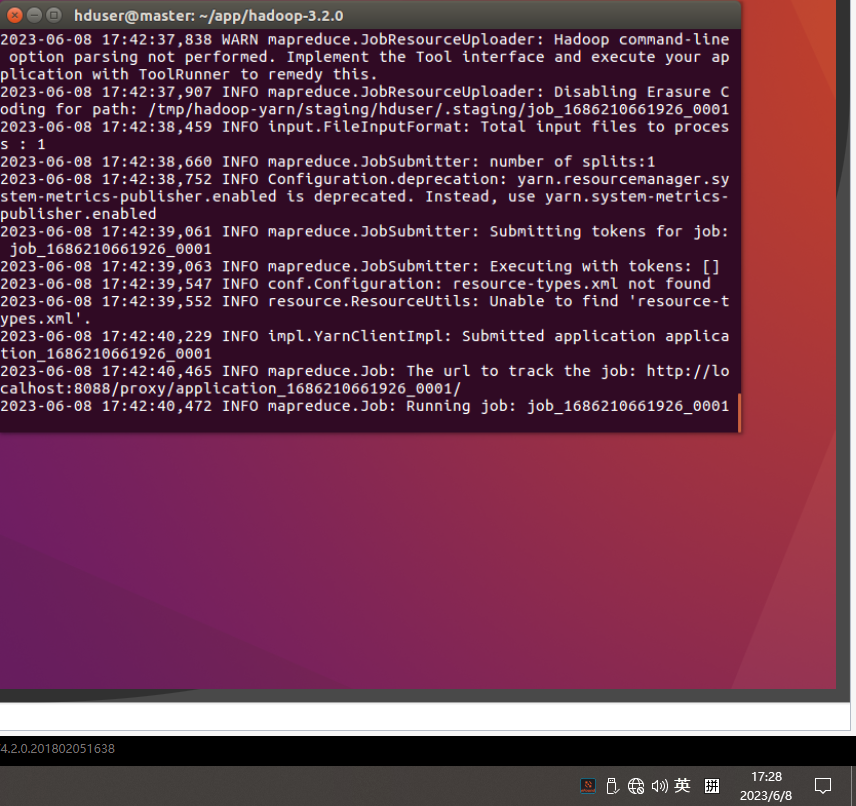 hduser@master: ~/app/hadoop-3.2.0
2023-06-08 17:42:37,838 WARN mapreduce.JobResourceUploader: Hadoop command-line
 option parsing not performed. Implement the Tool interface and execute your ap
plication with ToolRunner to remedy this.
2023-06-08 17:42:37,907 INFO mapreduce.JobResourceUploader: Disabling Erasure C
oding for path: /tmp/hadoop-yarn/staging/hduser/.staging/job_1686210661926_0001
2023-06-08 17:42:38,459 INFO input.FileInputFormat: Total input files to proces
s : 1
2023-06-08 17:42:38,660 INFO mapreduce.JobSubmitter: number of splits:1
2023-06-08 17:42:38,752 INFO Configuration.deprecation: yarn.resourcemanager.sy
stem-metrics-publisher.enabled is deprecated. Instead, use yarn.system-metrics-
publisher.enabled
2023-06-08 17:42:39,061 INFO mapreduce.JobSubmitter: Submitting tokens for job:
 job_1686210661926_0001
2023-06-08 17:42:39,063 INFO mapreduce.JobSubmitter: Executing with tokens: []
2023-06-08 17:42:39,547 INFO conf.Configuration: resource-types.xml not found
2023-06-08 17:42:39,552 INFO resource.ResourceUtils: Unable to find 'resource-t
ypes.xml'.
2023-06-08 17:42:40,229 INFO impl.YarnClientImpl: Submitted application applica
tion_1686210661926_0001
2023-06-08 17:42:40,465 INFO mapreduce.Job: The url to track the job: http://lo
calhost:8088/proxy/application_1686210661926_0001/
2023-06-08 17:42:40,472 INFO mapreduce.Job: Running job: job_1686210661926_0001
/4.2.0.201802051638
英 拼 17:28
2023/6/8